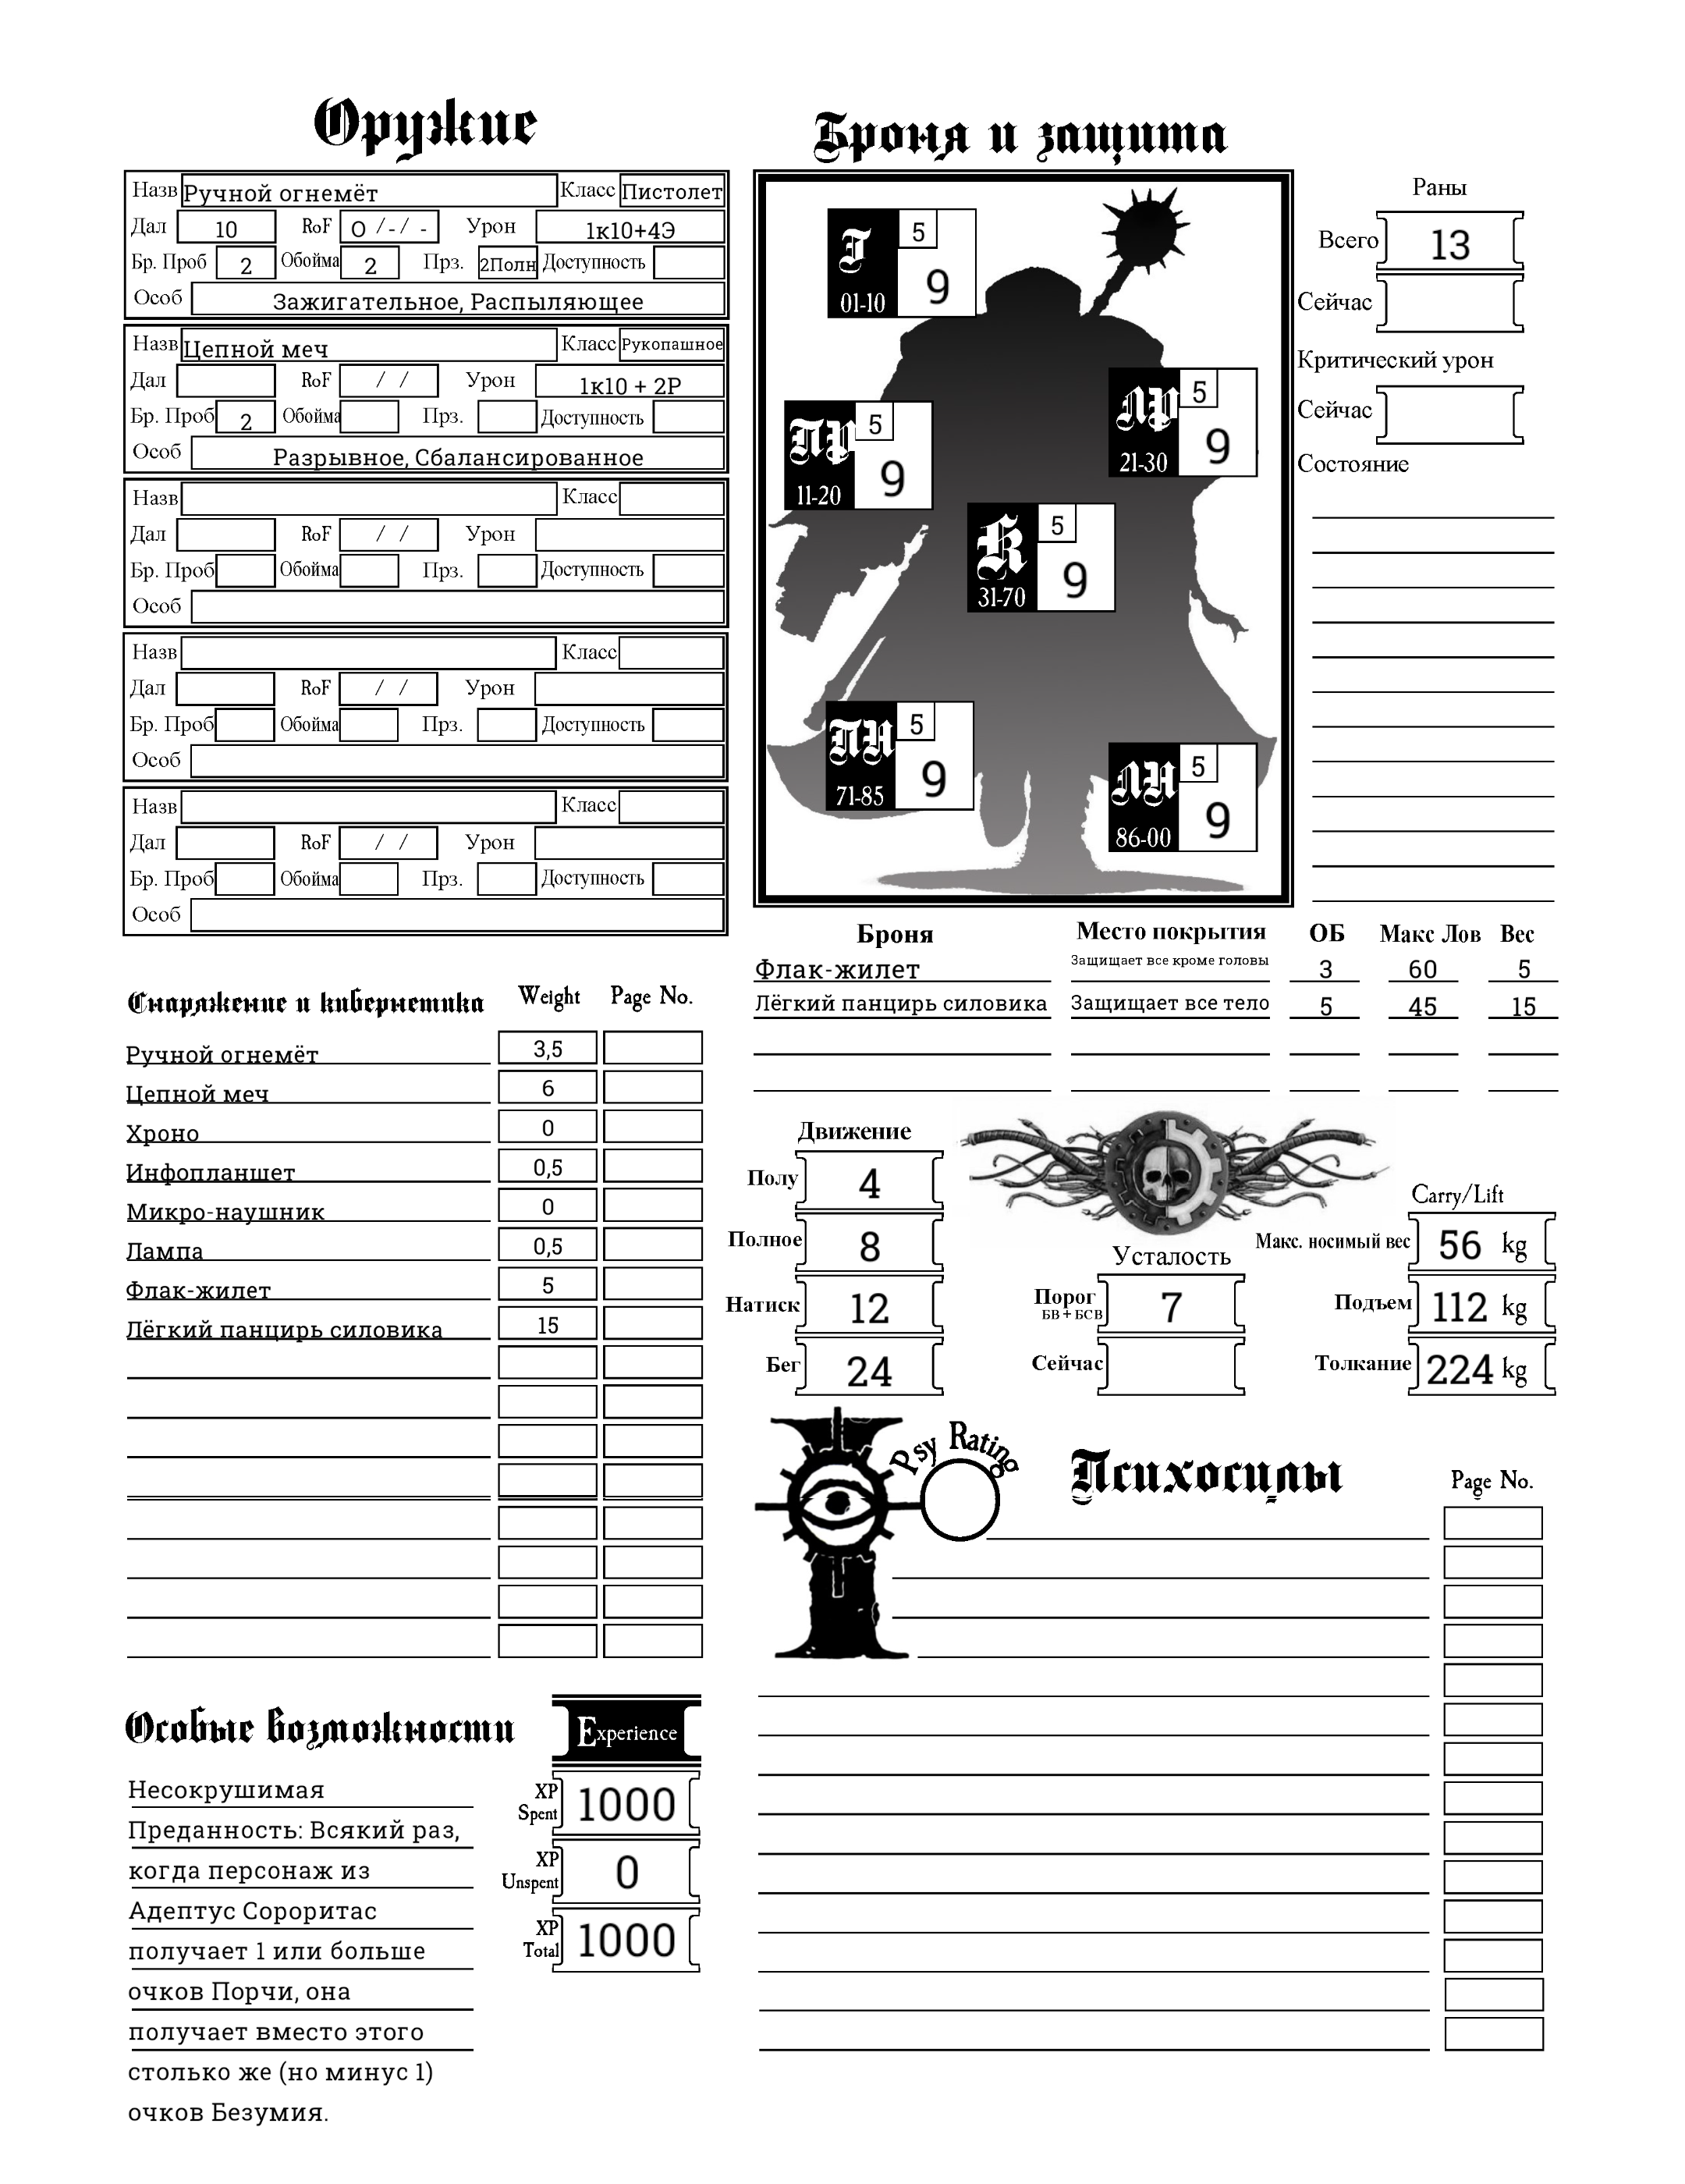 Оружие
Назв Ручной огнемёт Класс Пистолет
Дал 10 RoF О / - / - Урон 1к10+4Э
Бр. Проб 2 Обойма 2 Прз. 2Полн Доступность
Особ Зажигательное, Распыляющее
Назв Цепной меч Класс Рукопашное
Дал RoF / / Урон 1к10 + 2Р
Бр. Проб 2 Обойма Прз. Доступность
Особ Разрывное, Сбалансированное
Назв Класс
Дал RoF / / Урон
Бр. Проб Обойма Прз. Доступность
Особ
Назв Класс
Дал RoF / / Урон
Бр. Проб Обойма Прз. Доступность
Особ
Назв Класс
Дал RoF / / Урон
Бр. Проб Обойма Прз. Доступность
Особ
Броня и защита
Г 5
01-10 9
ЛР 5
21-30 9
ПР 5
11-20 9
К 5
31-70 9
ПН 5
71-85 9
ЛН 5
86-00 9
Раны
Всего 13
Сейчас
Критический урон
Сейчас
Состояние
Броня Место покрытия ОБ Макс Лов Вес
Флак-жилет Защищает все кроме головы 3 60 5
Лёгкий панцирь силовика Защищает все тело 5 45 15
Снаряжение и кибернетика Weight Page No.
Ручной огнемёт 3,5
Цепной меч 6
Хроно 0
Инфопланшет 0,5
Микро-наушник 0
Лампа 0,5
Флак-жилет 5
Лёгкий панцирь силовика 15
Движение
Полу 4
Полное 8
Натиск 12
Бег 24
Усталость
Порог 7
БВ + БСВ
Сейчас
Carry/Lift
Макс. носимый вес 56 kg
Подъем 112 kg
Толкание 224 kg
Psy Rating
Психосилы Page No.
Особые возможности
Несокрушимая
Преданность: Всякий раз,
когда персонаж из
Адептус Сороритас
получает 1 или больше
очков Порчи, она
получает вместо этого
столько же (но минус 1)
очков Безумия.
Experience
XP Spent 1000
XP Unspent 0
XP Total 1000